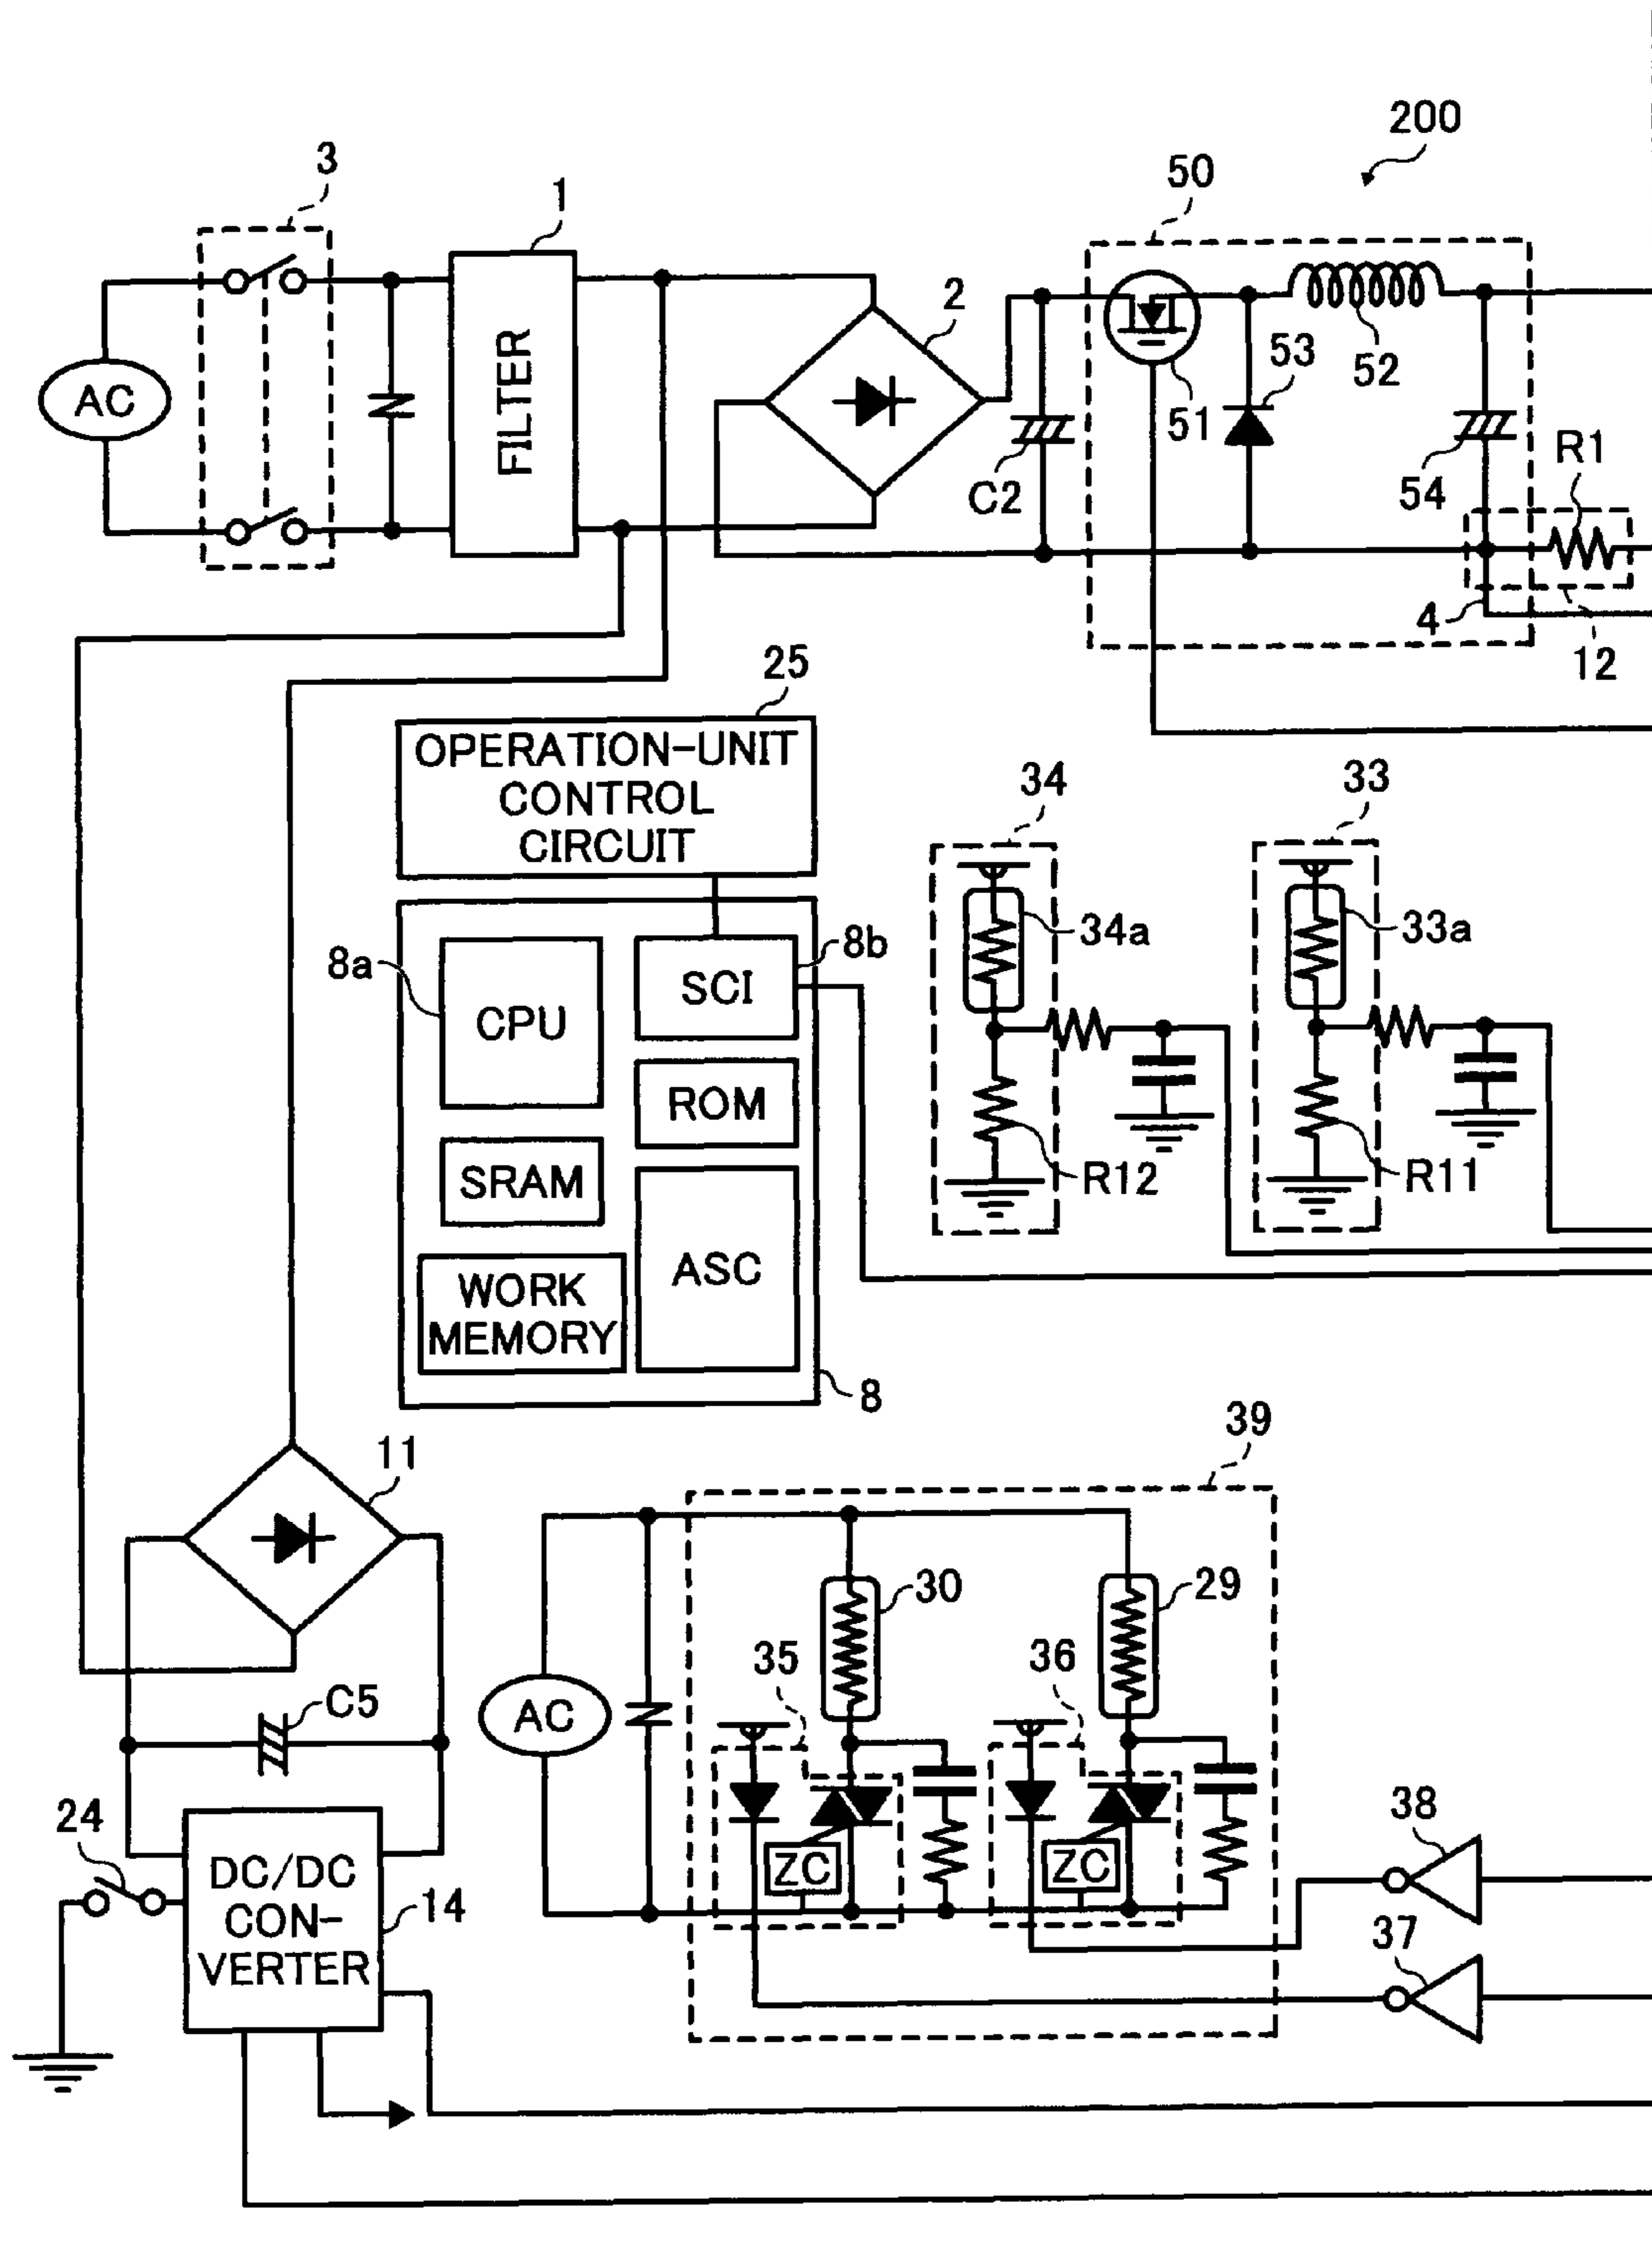 200
3
1
50
2
FILTER
AC
53
52
51
C2
54
R1
4
12
25
OPERATION-UNIT
CONTROL
CIRCUIT
34
33
8a
CPU
SCI
8b
34a
33a
ROM
SRAM
R12
R11
ASC
WORK
MEMORY
8
11
39
30
29
35
36
AC
C5
24
ZC
ZC
38
DC/DC
CON-
VERTER
14
37